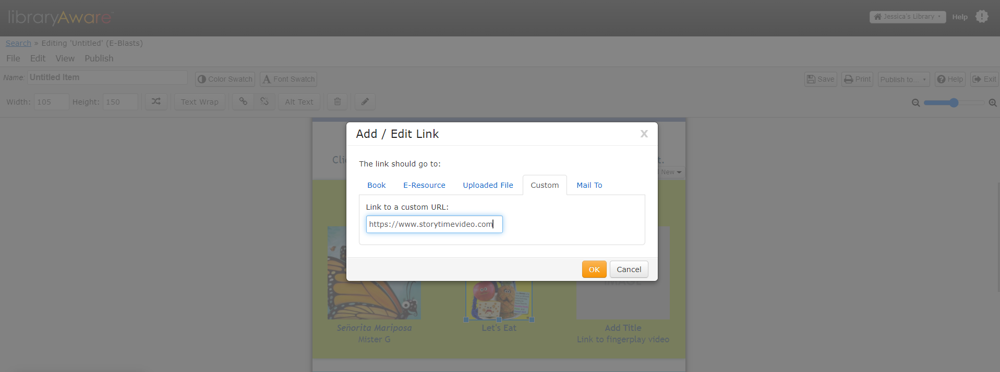 libraryAware™
Jessica's Library
Help
Search » Editing 'Untitled' (E-Blasts)
File Edit View Publish
Name: Untitled Item Color Swatch Font Swatch Save Print Publish to... Help Exit
Width: 105 Height: 150 Text Wrap Alt Text
Add / Edit Link X
Clic
t.
New
The link should go to:
Book E-Resource Uploaded File Custom Mail To
Link to a custom URL:
https://www.storytimevideo.com
OK Cancel
IMAGE
Señorita Mariposa
Mister G
Let's Eat
Add Title
Link to fingerplay video